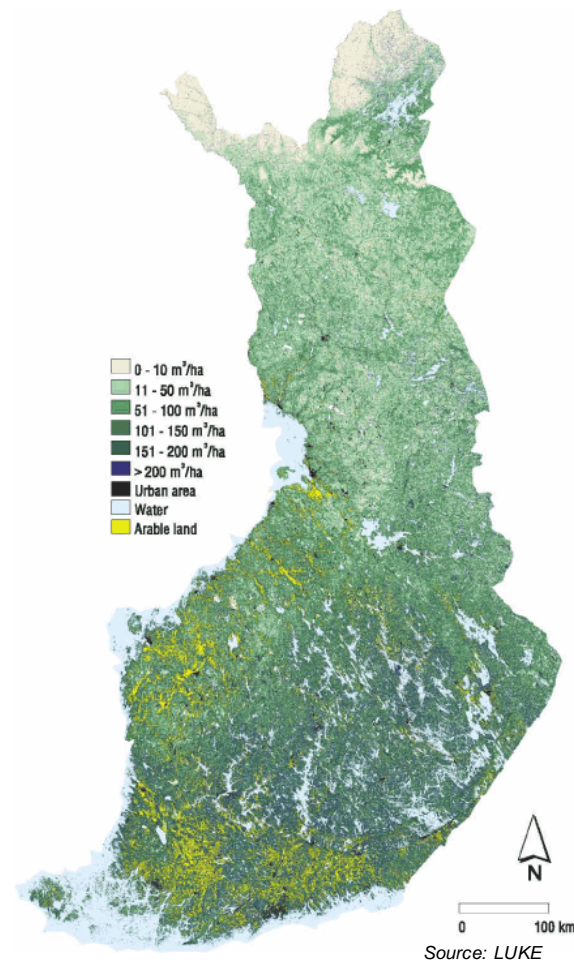 0 - 10 m³/ha
11 - 50 m³/ha
51 - 100 m³/ha
101 - 150 m³/ha
151 - 200 m³/ha
> 200 m³/ha
Urban area
Water
Arable land
N
0 100 km
Source: LUKE